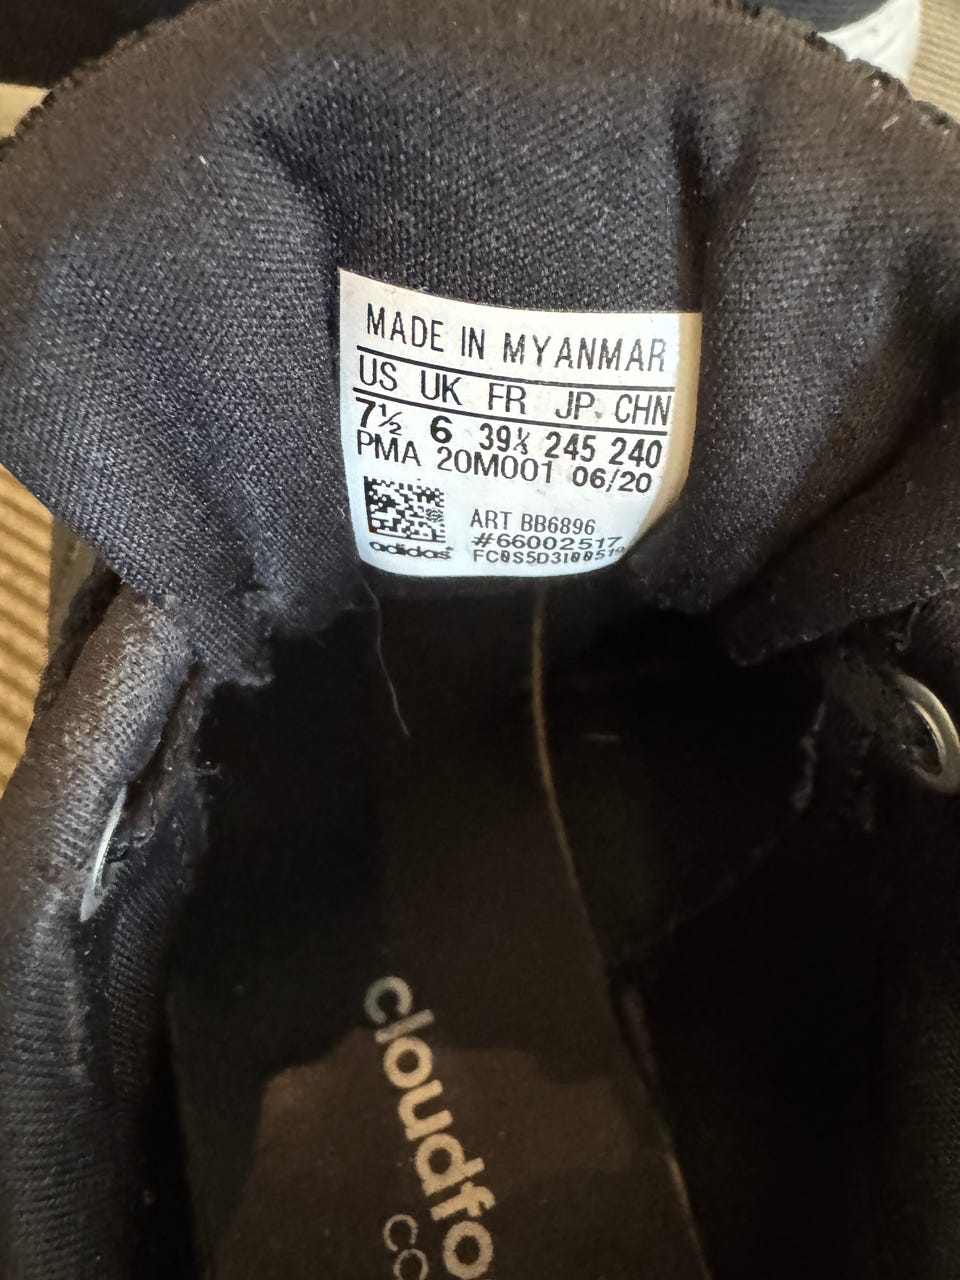 MADE IN MYANMAR
US UK FR JP CHN
7½ 6 39⅓ 245 240
PMA 20M001 06/20
ART BB6896
#66002517
adidas
cloudfo
co